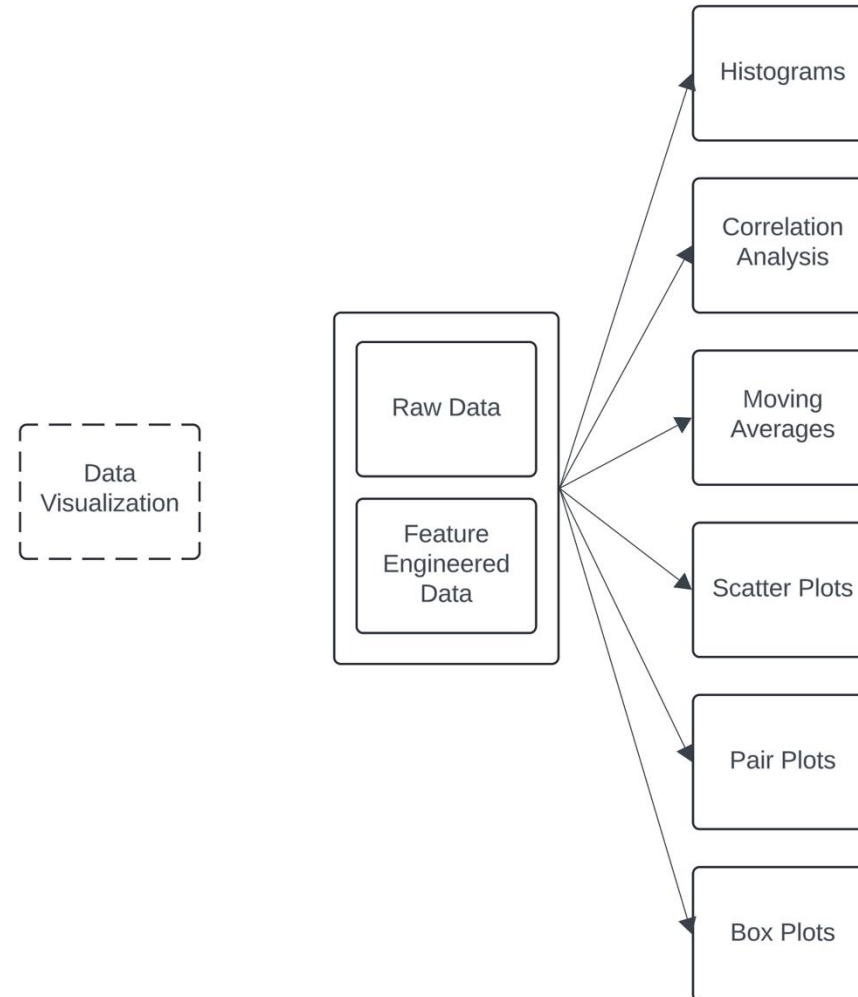 Data
Visualization
Raw Data
Feature
Engineered
Data
Histograms
Correlation
Analysis
Moving
Averages
Scatter Plots
Pair Plots
Box Plots